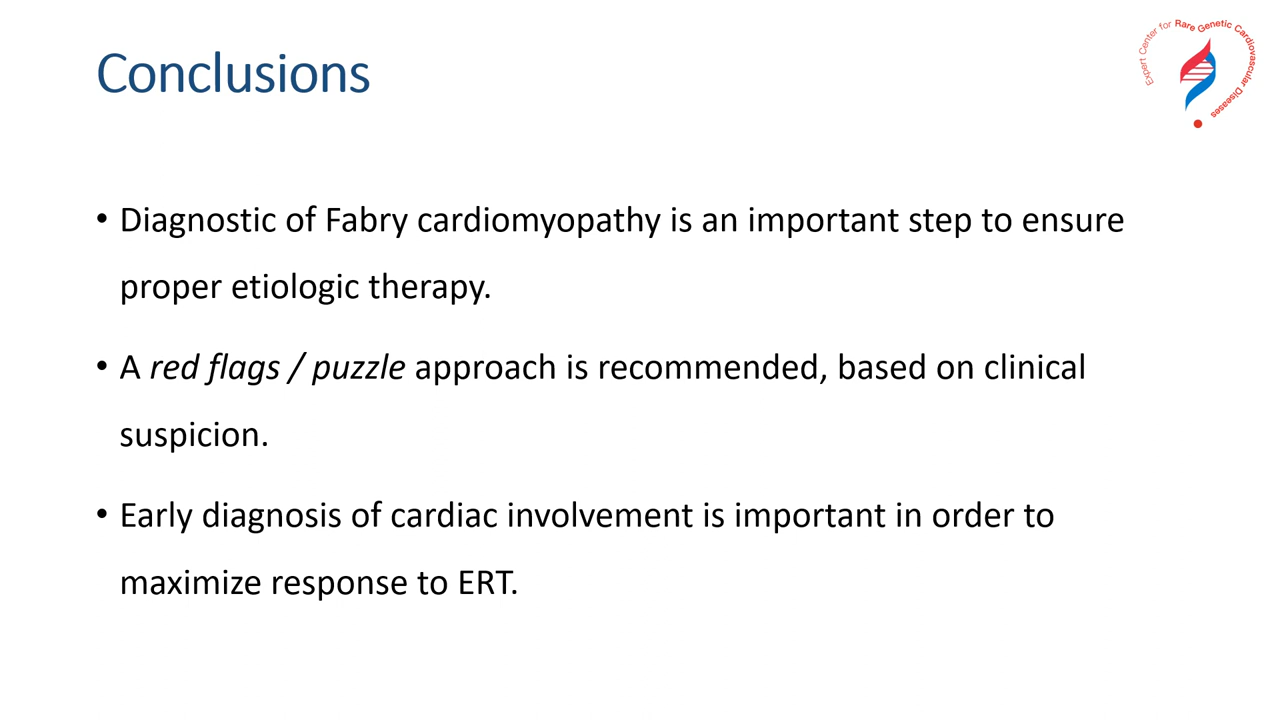 Conclusions
Expert Center for Rare Genetic Cardiovascular Diseases
• Diagnostic of Fabry cardiomyopathy is an important step to ensure
proper etiologic therapy.
• A red flags / puzzle approach is recommended, based on clinical
suspicion.
• Early diagnosis of cardiac involvement is important in order to
maximize response to ERT.